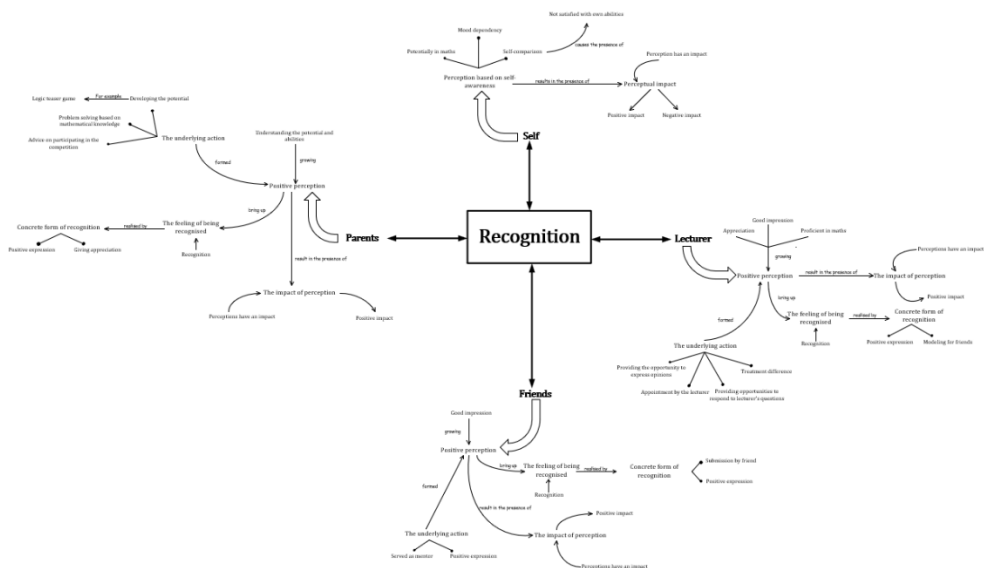 Not satisfied with own abilities
Mood dependency
Potentially in maths
Self-comparison
cause the presence of
Perception has an impact
Perception based on self-
awareness
results in the presence of
Perceptual impact
Positive impact
Negative impact
Self
Logic teaser game
For example
Developing the potential
Problem solving based on
mathematical knowledge
Advice on participating in the
competition
The underlying action
Understanding the potential and
abilities
formed
growing
Positive perception
bring up
Concrete form of recognition
realized by
The feeling of being
recognised
Positive expression
Giving appreciation
Recognition
Parents
result in the presence of
The impact of perception
Perceptions have an impact
Positive impact
Recognition
Lecturer
Good impression
Appreciation
Proficient in maths
growing
Positive perception
result in the presence of
Perceptions have an impact
The impact of perception
Positive impact
bring up
The feeling of being
recognised
realized by
Concrete form of
recognition
Recognition
Positive expression
Modeling for friends
formed
The underlying action
Providing the opportunity to
express opinions
Treatment difference
Appointment by the lecturer
Providing opportunities to
respond to lecturer's questions
Friends
Good impression
growing
Positive perception
bring up
The feeling of being
recognised
realized by
Concrete form of
recognition
Submission by friend
Positive expression
Recognition
formed
result in the presence of
Positive impact
The underlying action
The impact of perception
Served as mentor
Positive expression
Perceptions have an impact